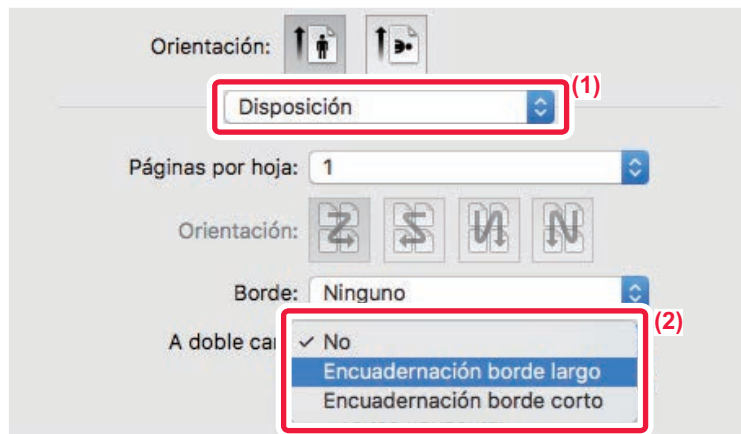 Orientación:
Disposición
(1)
Páginas por hoja: 1
Orientación:
Borde: Ninguno
(2)
A doble car ✓ No
Encuadernación borde largo
Encuadernación borde corto